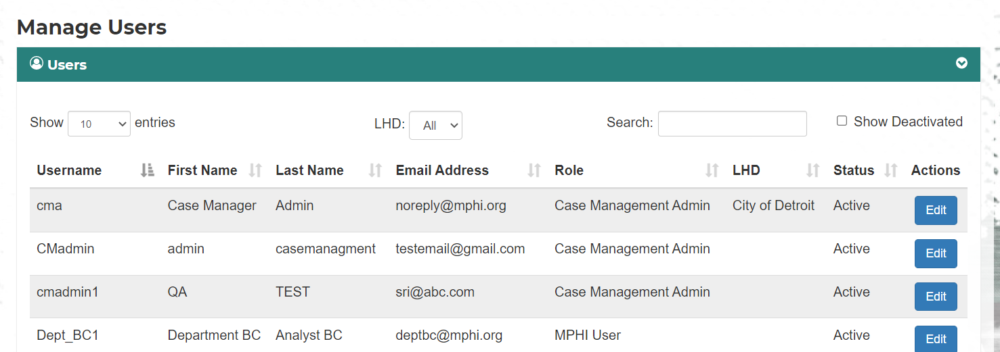 Manage Users
Users
Show 10 entries LHD: All Search: Show Deactivated
Username First Name Last Name Email Address Role LHD Status Actions
cma Case Manager Admin noreply@mphi.org Case Management Admin City of Detroit Active Edit
CMadmin admin casemanagment testemail@gmail.com Case Management Admin Active Edit
cmadmin1 QA TEST sri@abc.com Case Management Admin Active Edit
Dept_BC1 Department BC Analyst BC deptbc@mphi.org MPHI User Active Edit